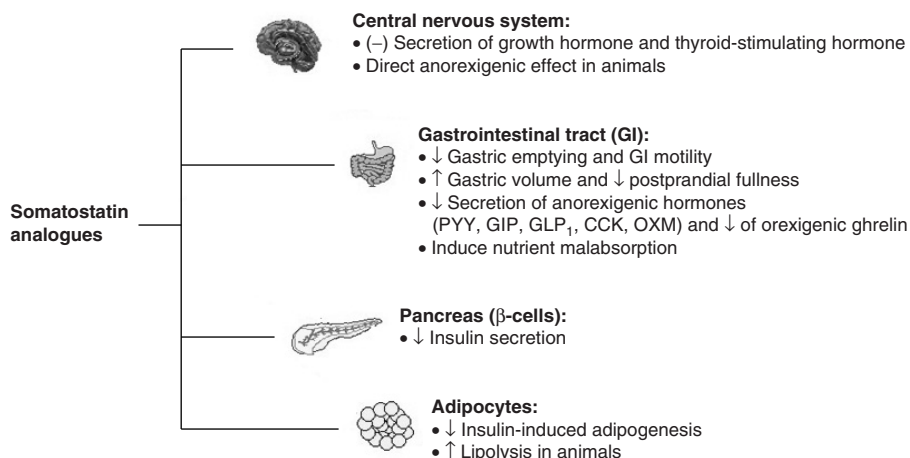 Central nervous system:
• (–) Secretion of growth hormone and thyroid-stimulating hormone
• Direct anorexigenic effect in animals
Gastrointestinal tract (GI):
• ↓ Gastric emptying and GI motility
• ↑ Gastric volume and ↓ postprandial fullness
• ↓ Secretion of anorexigenic hormones
(PYY, GIP, GLP₁, CCK, OXM) and ↓ of orexigenic ghrelin
• Induce nutrient malabsorption
Somatostatin
analogues
Pancreas (β-cells):
• ↓ Insulin secretion
Adipocytes:
• ↓ Insulin-induced adipogenesis
• ↑ Lipolysis in animals